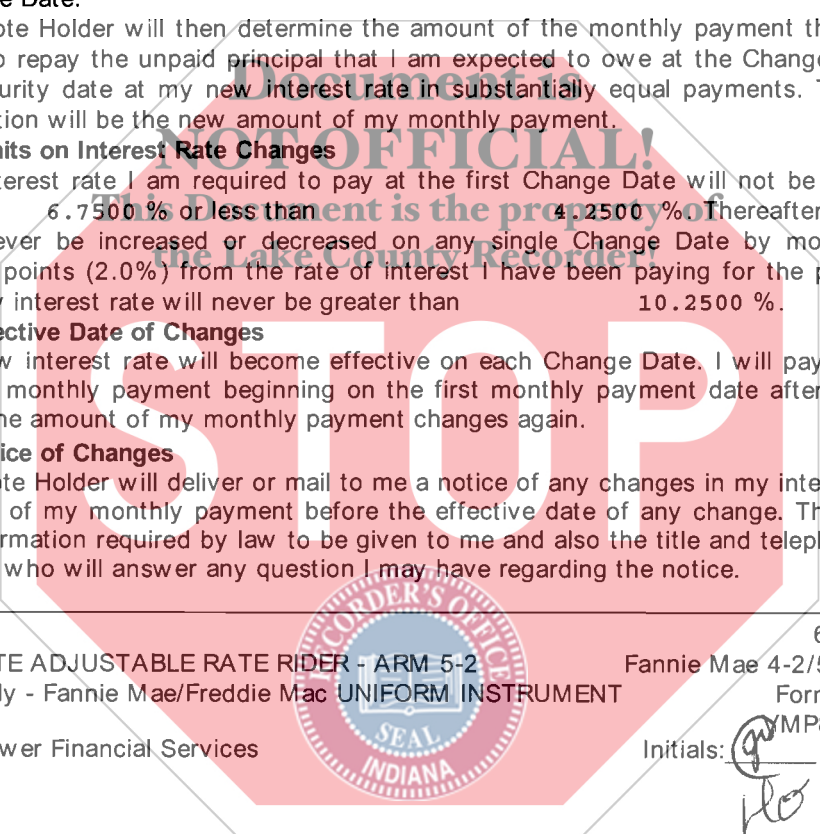 e Date.
ote Holder will then determine the amount of the monthly payment th
o repay the unpaid principal that I am expected to owe at the Change
urity date at my new interest rate in substantially equal payments. T
tion will be the new amount of my monthly payment.
nits on Interest Rate Changes
terest rate I am required to pay at the first Change Date will not be
6.7500 % or less than 4.2500 %. Thereafter
ever be increased or decreased on any single Change Date by mo
points (2.0%) from the rate of interest I have been paying for the p
y interest rate will never be greater than 10.2500 %.
ective Date of Changes
w interest rate will become effective on each Change Date. I will pay
monthly payment beginning on the first monthly payment date after
he amount of my monthly payment changes again.
ice of Changes
ote Holder will deliver or mail to me a notice of any changes in my inte
of my monthly payment before the effective date of any change. Th
ormation required by law to be given to me and also the title and teleph
who will answer any question I may have regarding the notice.
Document is
NOT OFFICIAL!
This Document is the property of
the Lake County Recorder!
STOP
RECORDER'S OFFICE
SEAL
INDIANA
6
TE ADJUSTABLE RATE RIDER - ARM 5-2 Fannie Mae 4-2/5
ly - Fannie Mae/Freddie Mac UNIFORM INSTRUMENT Form
VMP
wer Financial Services Initials: